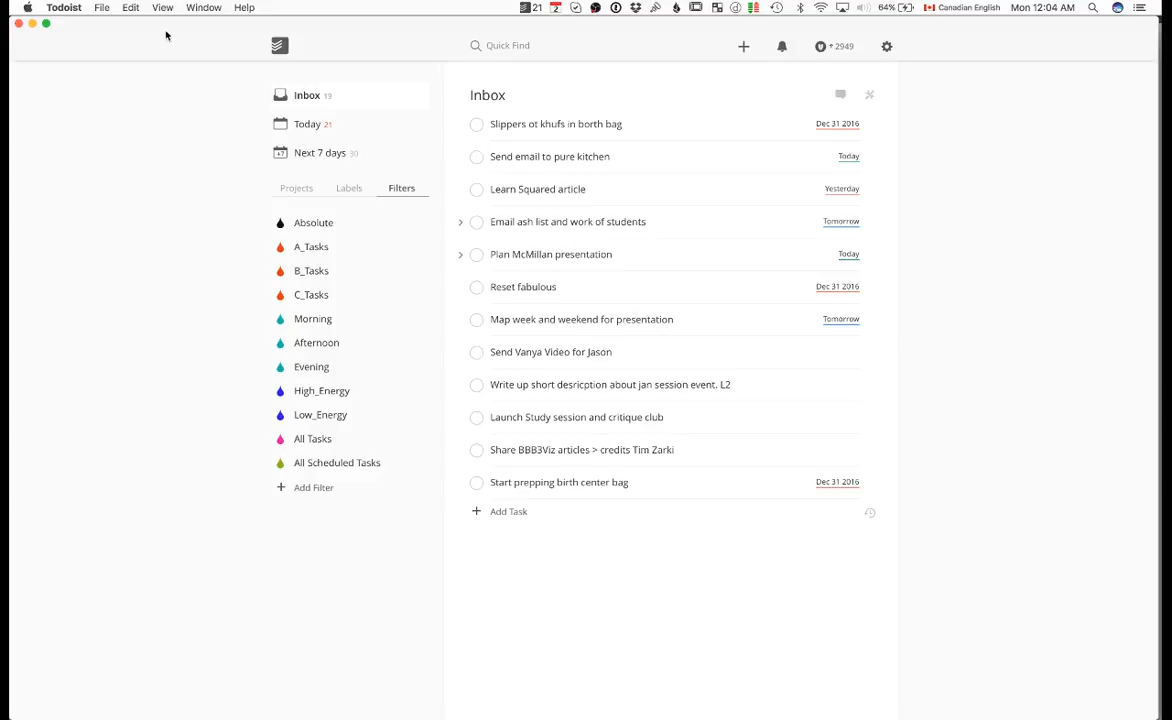 Todoist File Edit View Window Help 21 2 64% Canadian English Mon 12:04 AM
Quick Find 2949
Inbox 19
Today 21
+7 Next 7 days 30
Projects Labels Filters
Absolute
A_Tasks
B_Tasks
C_Tasks
Morning
Afternoon
Evening
High_Energy
Low_Energy
All Tasks
All Scheduled Tasks
+ Add Filter
Inbox
Slippers ot khufs in borth bag Dec 31 2016
Send email to pure kitchen Today
Learn Squared article Yesterday
Email ash list and work of students Tomorrow
Plan McMillan presentation Today
Reset fabulous Dec 31 2016
Map week and weekend for presentation Tomorrow
Send Vanya Video for Jason
Write up short desricption about jan session event. L2
Launch Study session and critique club
Share BBB3Viz articles > credits Tim Zarki
Start prepping birth center bag Dec 31 2016
+ Add Task